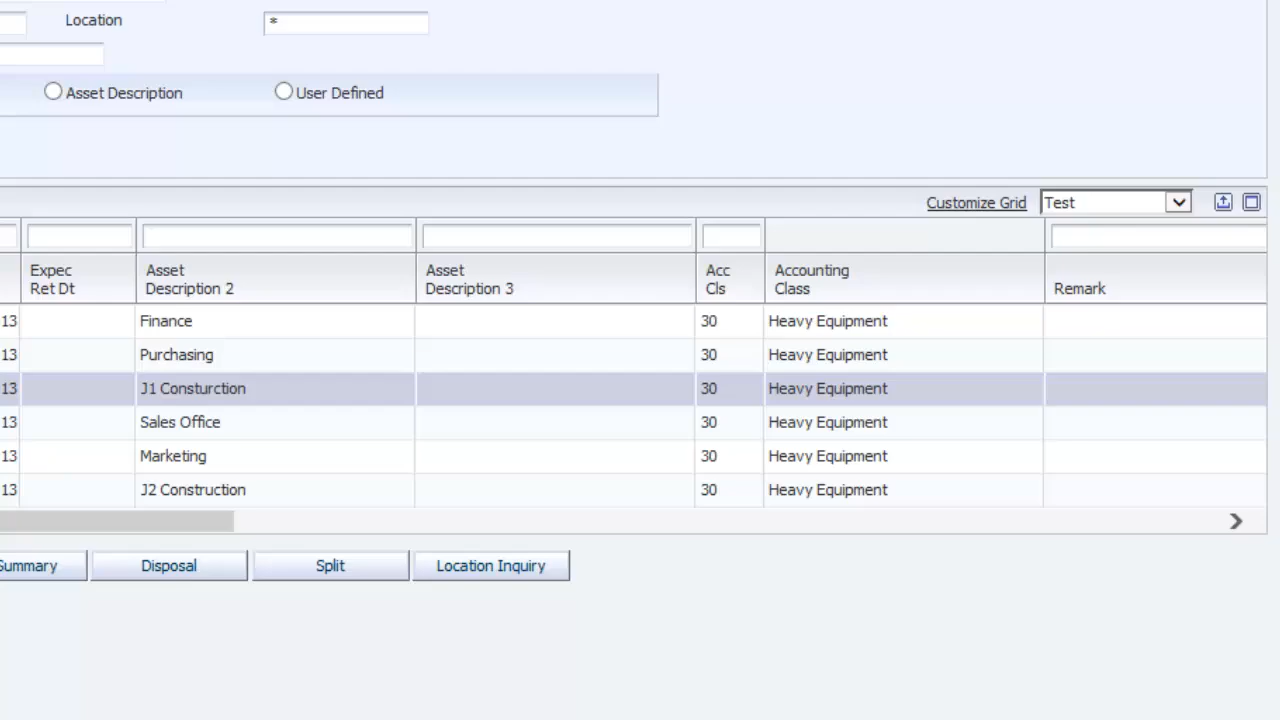 Location *
Asset Description User Defined
Customize Grid Test
Expec Ret Dt Asset Description 2 Asset Description 3 Acc Cls Accounting Class Remark
13 Finance 30 Heavy Equipment
13 Purchasing 30 Heavy Equipment
13 J1 Consturction 30 Heavy Equipment
13 Sales Office 30 Heavy Equipment
13 Marketing 30 Heavy Equipment
13 J2 Construction 30 Heavy Equipment
Summary Disposal Split Location Inquiry